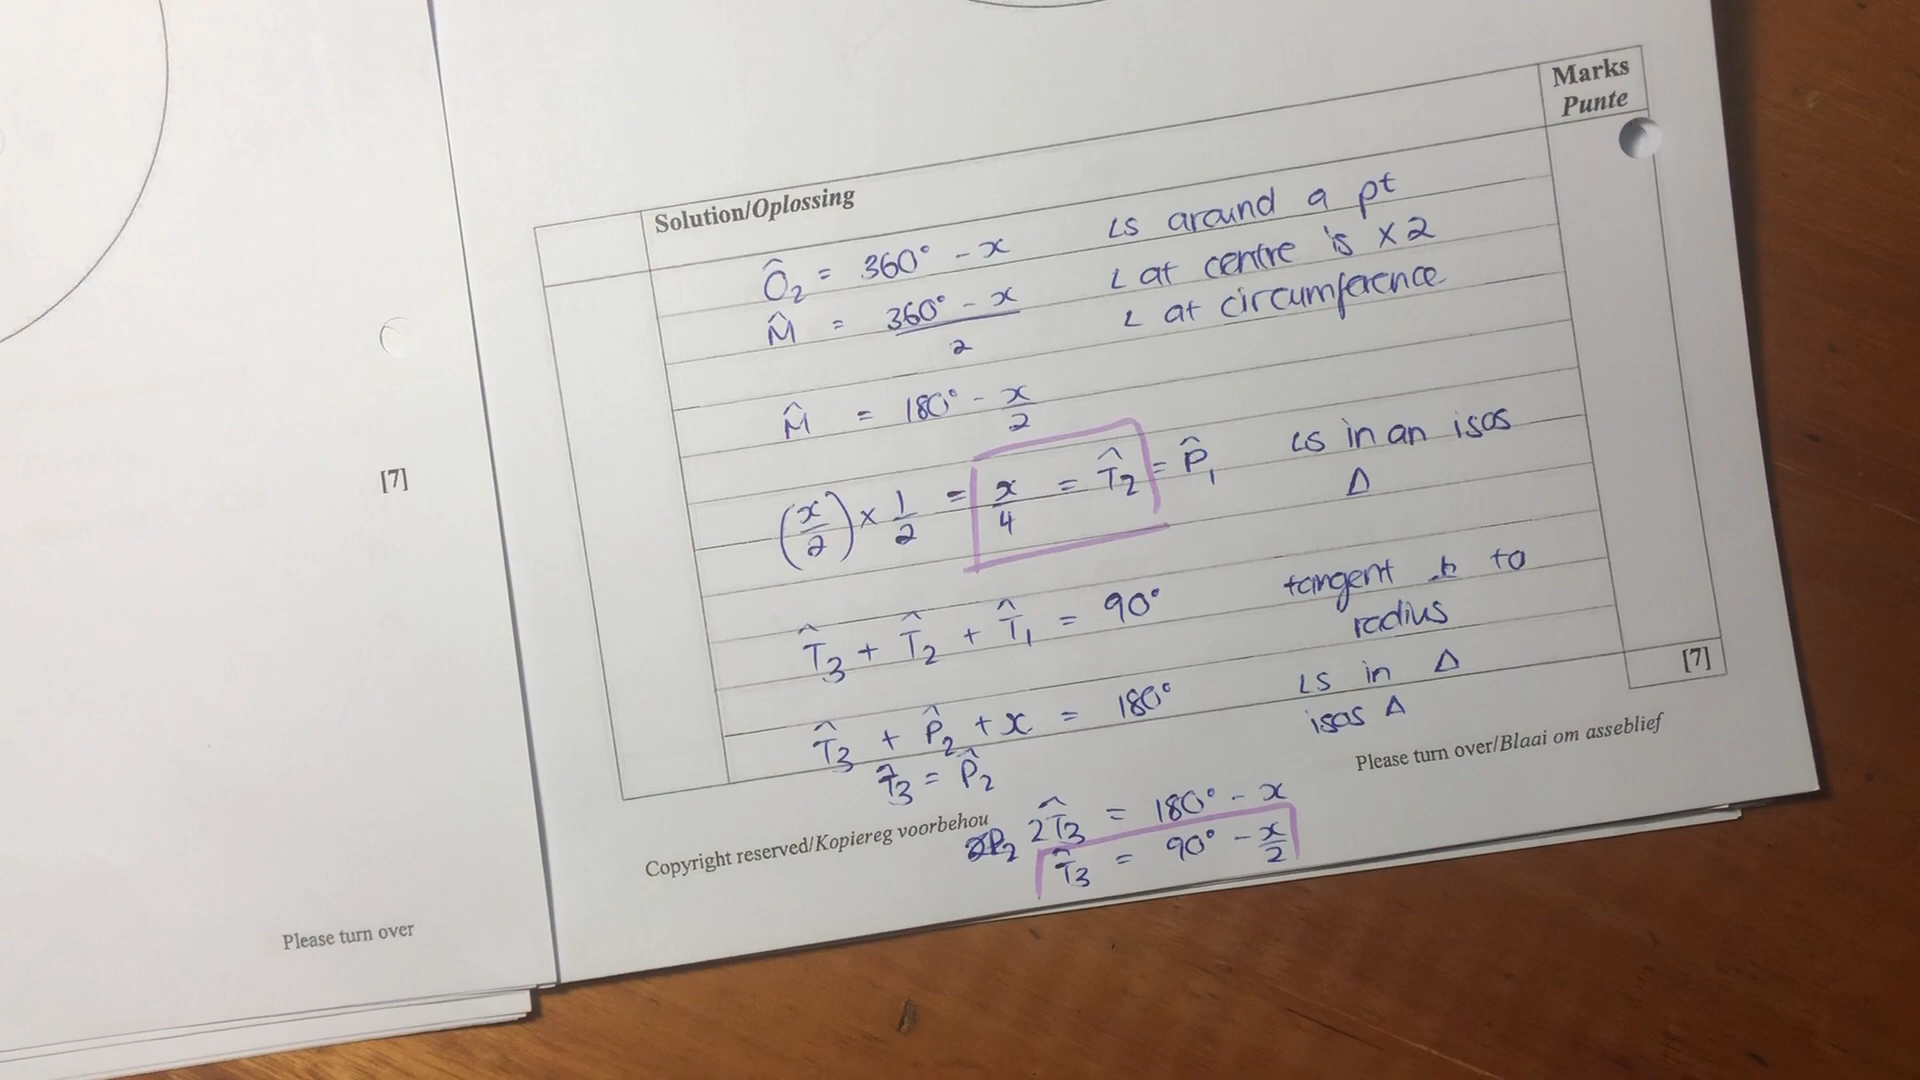 [7]
Please turn over
Solution/Oplossing
Marks
Punte
Ô₂ = 360° - x ∠s around a pt
M̂ = (360° - x)/2 ∠ at centre is x2
∠ at circumference
M̂ = 180° - x/2
(x/2) × 1/2 = x/4 = T̂₂ = P̂₁ ∠s in an isos
Δ
T̂₃ + T̂₂ + T̂₁ = 90° tangent ⊥ to
radius
T̂₃ + P̂₂ + x = 180° ∠s in Δ
T̂₃ = P̂₂ isos Δ
[7]
2T̂₃ = 180° - x
T̂₃ = 90° - x/2
Copyright reserved/Kopiereg voorbehou
Please turn over/Blaai om asseblief